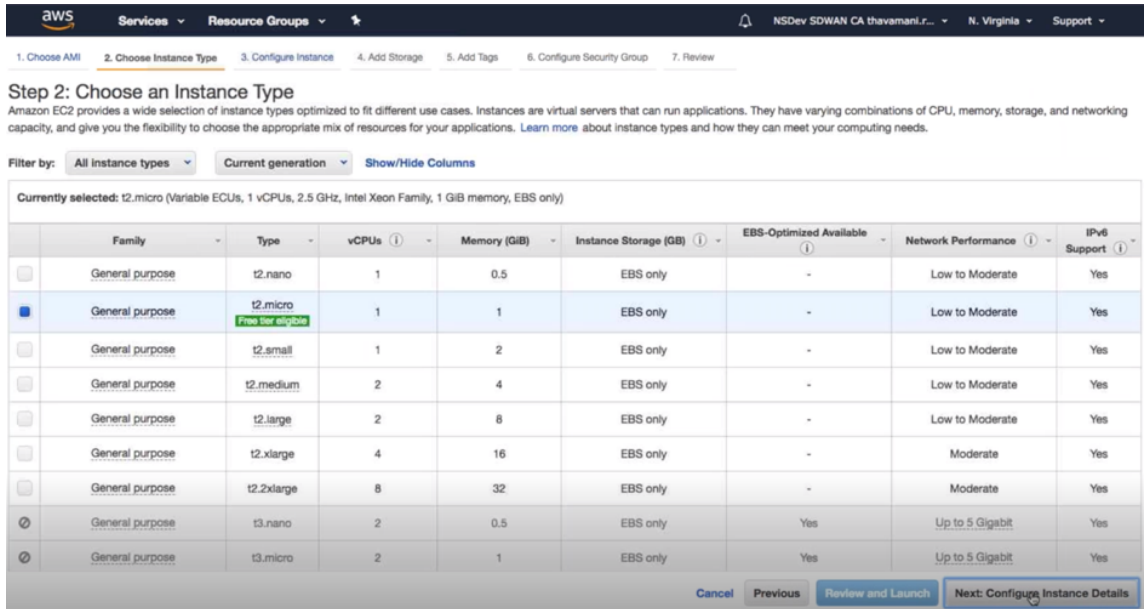 aws Services Resource Groups NSDev SDWAN CA thavamani.r... N. Virginia Support
1. Choose AMI 2. Choose Instance Type 3. Configure Instance 4. Add Storage 5. Add Tags 6. Configure Security Group 7. Review
Step 2: Choose an Instance Type
Amazon EC2 provides a wide selection of instance types optimized to fit different use cases. Instances are virtual servers that can run applications. They have varying combinations of CPU, memory, storage, and networking
capacity, and give you the flexibility to choose the appropriate mix of resources for your applications. Learn more about instance types and how they can meet your computing needs.
Filter by: All instance types Current generation Show/Hide Columns
Currently selected: t2.micro (Variable ECUs, 1 vCPUs, 2.5 GHz, Intel Xeon Family, 1 GiB memory, EBS only)
Family Type vCPUs Memory (GiB) Instance Storage (GB) EBS-Optimized Available Network Performance IPv6 Support
General purpose t2.nano 1 0.5 EBS only - Low to Moderate Yes
General purpose t2.micro 1 1 EBS only - Low to Moderate Yes
Free tier eligible
General purpose t2.small 1 2 EBS only - Low to Moderate Yes
General purpose t2.medium 2 4 EBS only - Low to Moderate Yes
General purpose t2.large 2 8 EBS only - Low to Moderate Yes
General purpose t2.xlarge 4 16 EBS only - Moderate Yes
General purpose t2.2xlarge 8 32 EBS only - Moderate Yes
General purpose t3.nano 2 0.5 EBS only Yes Up to 5 Gigabit Yes
General purpose t3.micro 2 1 EBS only Yes Up to 5 Gigabit Yes
Cancel Previous Review and Launch Next: Configure Instance Details